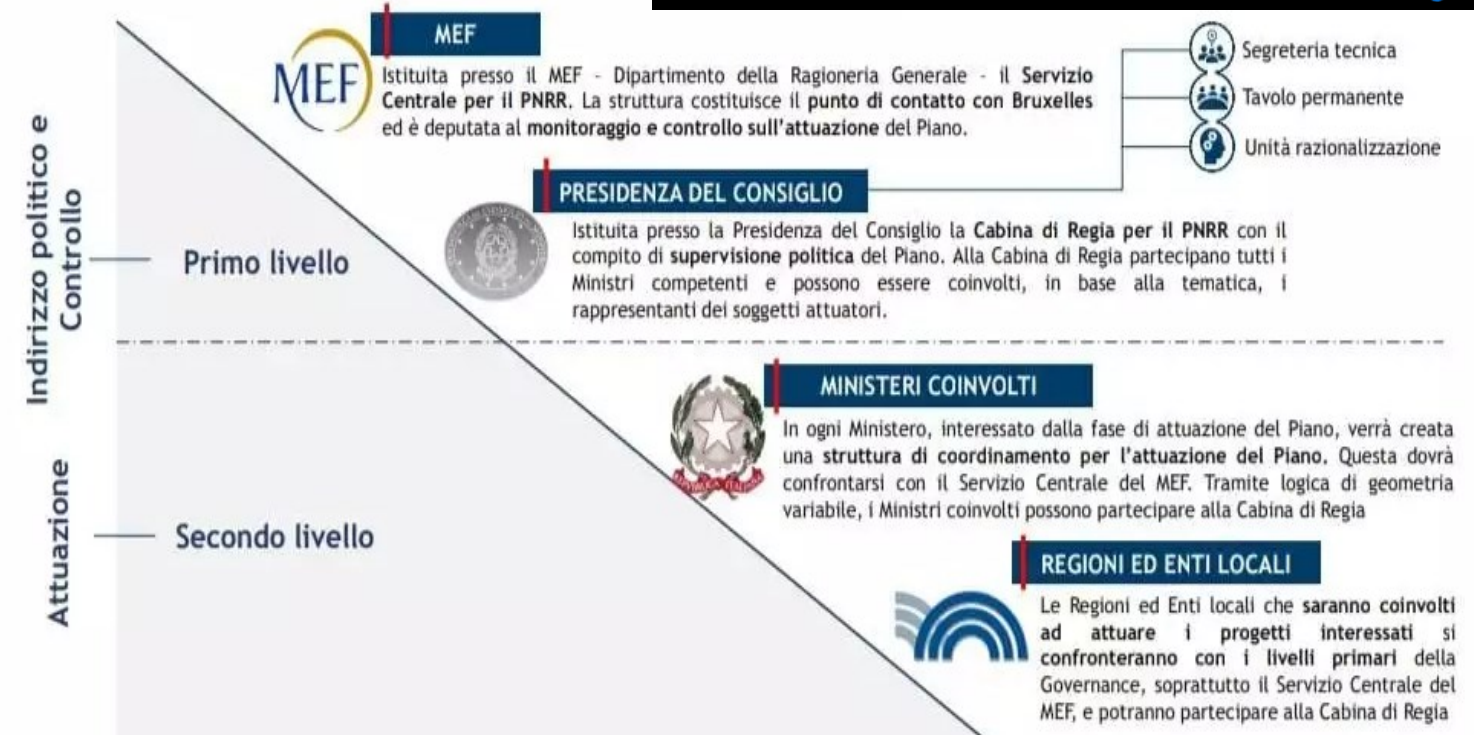 MEF
MEF
Istituita presso il MEF - Dipartimento della Ragioneria Generale - il Servizio
Centrale per il PNRR. La struttura costituisce il punto di contatto con Bruxelles
ed è deputata al monitoraggio e controllo sull'attuazione del Piano.
Segreteria tecnica
Tavolo permanente
Unità razionalizzazione
PRESIDENZA DEL CONSIGLIO
Istituita presso la Presidenza del Consiglio la Cabina di Regia per il PNRR con il
compito di supervisione politica del Piano. Alla Cabina di Regia partecipano tutti i
Ministri competenti e possono essere coinvolti, in base alla tematica, i
rappresentanti dei soggetti attuatori.
Indirizzo politico e
Controllo
Primo livello
MINISTERI COINVOLTI
In ogni Ministero, interessato dalla fase di attuazione del Piano, verrà creata
una struttura di coordinamento per l'attuazione del Piano. Questa dovrà
confrontarsi con il Servizio Centrale del MEF. Tramite logica di geometria
variabile, i Ministri coinvolti possono partecipare alla Cabina di Regia
Attuazione
Secondo livello
REGIONI ED ENTI LOCALI
Le Regioni ed Enti locali che saranno coinvolti
ad attuare i progetti interessati si
confronteranno con i livelli primari della
Governance, soprattutto il Servizio Centrale del
MEF, e potranno partecipare alla Cabina di Regia